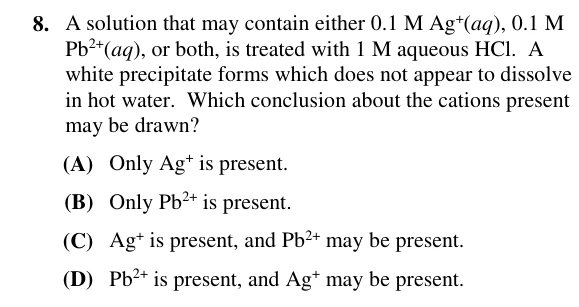 8. A solution that may contain either 0.1 M Ag⁺(aq), 0.1 M
Pb²⁺(aq), or both, is treated with 1 M aqueous HCl. A
white precipitate forms which does not appear to dissolve
in hot water. Which conclusion about the cations present
may be drawn?
(A) Only Ag⁺ is present.
(B) Only Pb²⁺ is present.
(C) Ag⁺ is present, and Pb²⁺ may be present.
(D) Pb²⁺ is present, and Ag⁺ may be present.